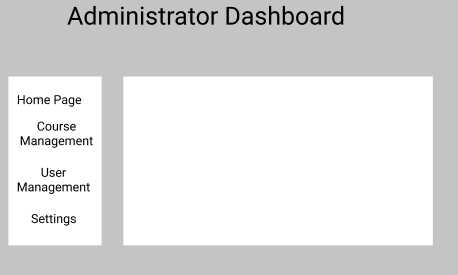 Administrator Dashboard
Home Page
Course
Management
User
Management
Settings